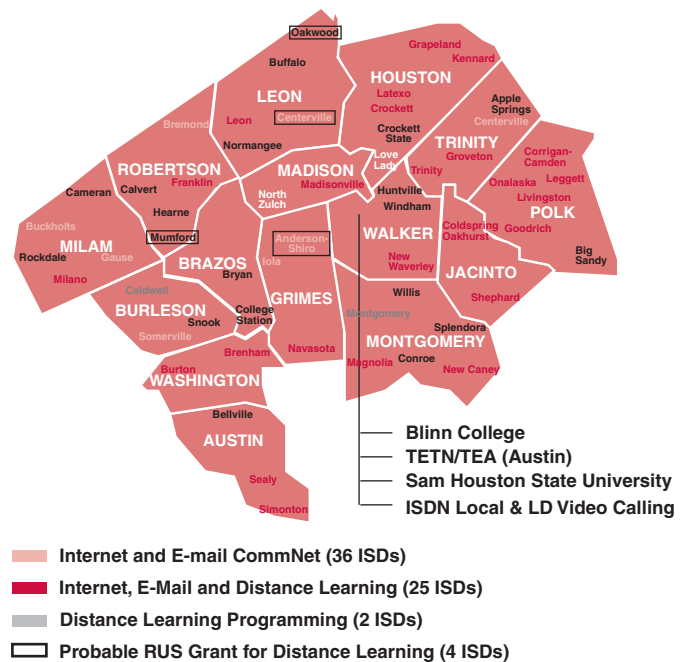 Oakwood
Grapeland
Kennard
Buffalo
HOUSTON
LEON
Latexo
Crockett
Apple
Springs
Leon
Centerville
Centerville
Bremond
Crockett
State
TRINITY
Normangee
Groveton
Corrigan-
Camden
Love
Lady
ROBERTSON
MADISON
Trinity
Leggett
Franklin
Madisonville
Onalaska
Cameran
Calvert
North
Zulch
Huntville
Livingston
Windham
POLK
Hearne
Buckholts
Mumford
Anderson-
Shiro
WALKER
Coldspring
Oakhurst
Goodrich
MILAM
Rockdale
Gause
BRAZOS
Iola
New
Waverley
Big
Sandy
Milano
Bryan
JACINTO
Caldwell
GRIMES
Willis
Shephard
BURLESON
College
Station
Montgomery
Snook
Splendora
Somerville
MONTGOMERY
Brenham
Navasota
Conroe
Burton
Magnolia
New Caney
WASHINGTON
Bellville
AUSTIN
Sealy
Simonton
Blinn College
TETN/TEA (Austin)
Sam Houston State University
ISDN Local & LD Video Calling
Internet and E-mail CommNet (36 ISDs)
Internet, E-Mail and Distance Learning (25 ISDs)
Distance Learning Programming (2 ISDs)
Probable RUS Grant for Distance Learning (4 ISDs)